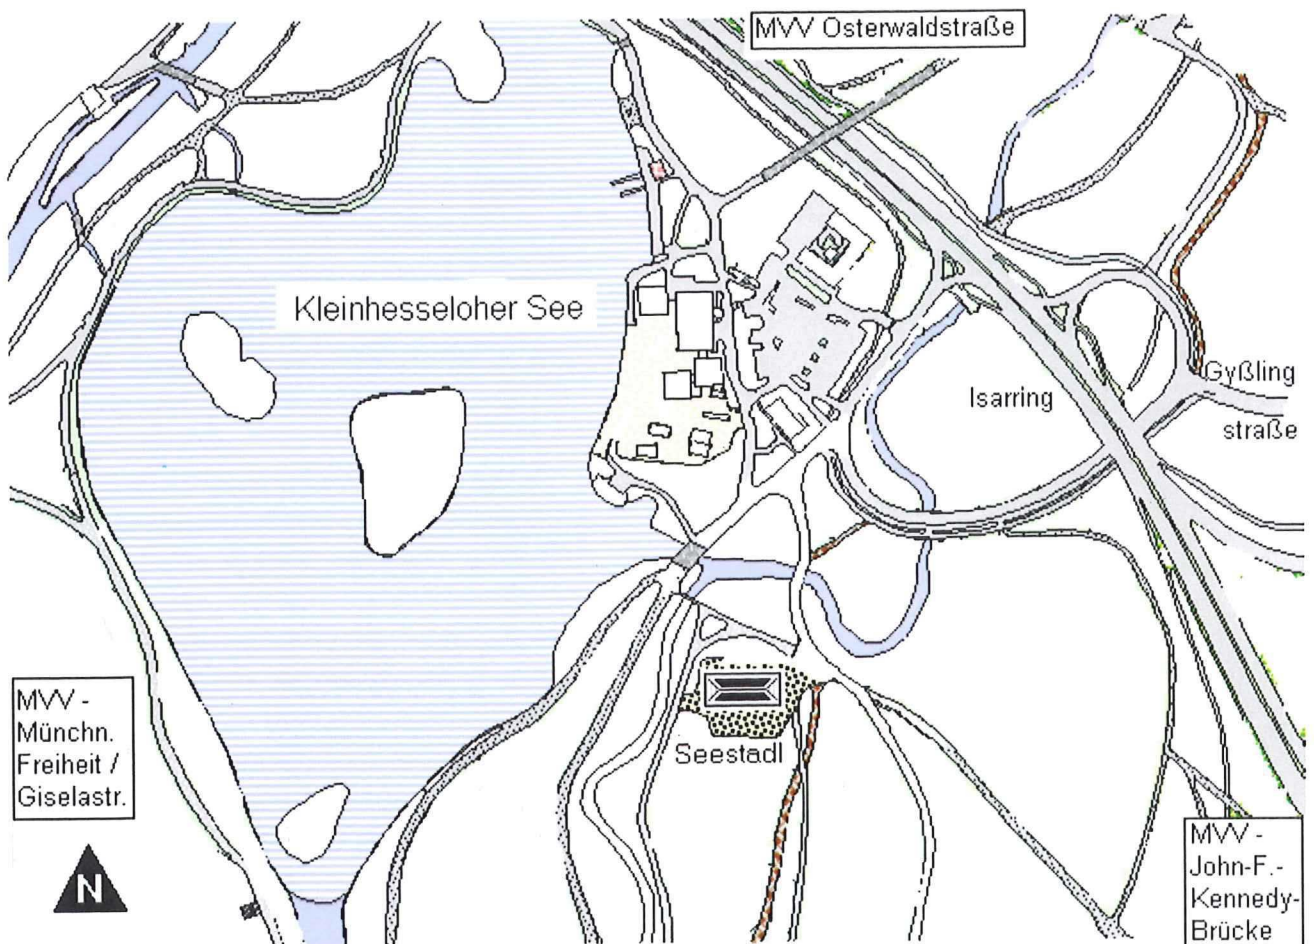 MVV Osterwaldstraße
Kleinhesseloher See
Gyßling
straße
Isarring
MVV -
Münchn.
Freiheit /
Giselastr.
Seestadl
N
MVV -
John-F.-
Kennedy-
Brücke